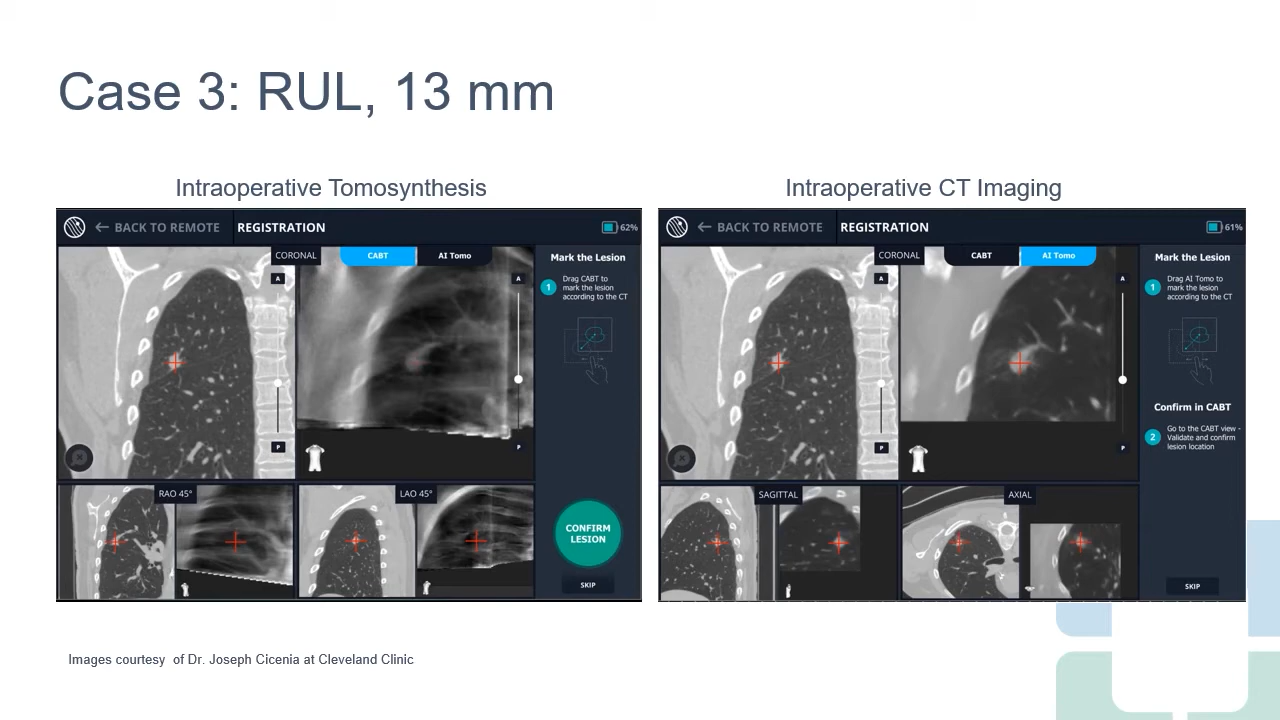 Case 3: RUL, 13 mm
Intraoperative Tomosynthesis
BACK TO REMOTE
REGISTRATION
62%
CORONAL
CABT
AI Tomo
A
A
P
P
Mark the Lesion
1
Drag CABT to
mark the lesion
according to the CT
RAO 45°
LAO 45°
CONFIRM
LESION
SKIP
Intraoperative CT Imaging
BACK TO REMOTE
REGISTRATION
61%
CORONAL
CABT
AI Tomo
A
A
P
P
Mark the Lesion
1
Drag AI Tomo to
mark the lesion
according to the CT
Confirm in CABT
2
Go to the CABT view -
Validate and confirm
lesion location
SAGITTAL
AXIAL
SKIP
Images courtesy  of Dr. Joseph Cicenia at Cleveland Clinic